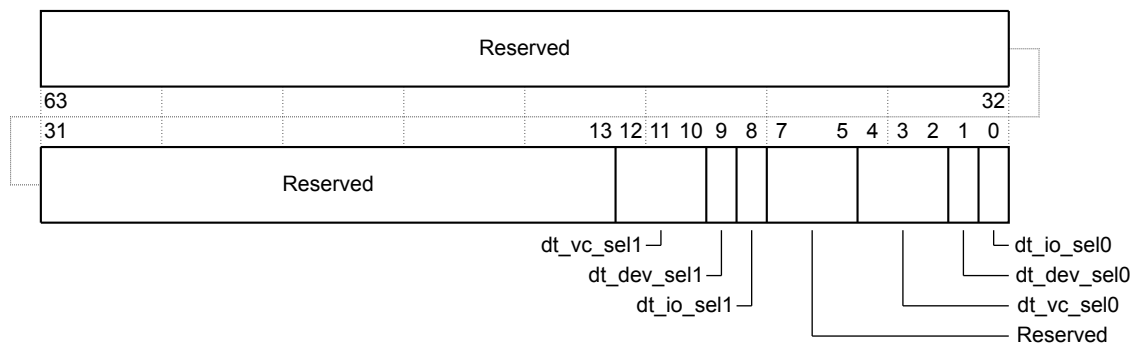 Reserved
63 32
31 13 12 11 10 9 8 7 5 4 3 2 1 0
Reserved
dt_vc_sel1 dt_io_sel0
dt_dev_sel1 dt_dev_sel0
dt_io_sel1 dt_vc_sel0
Reserved